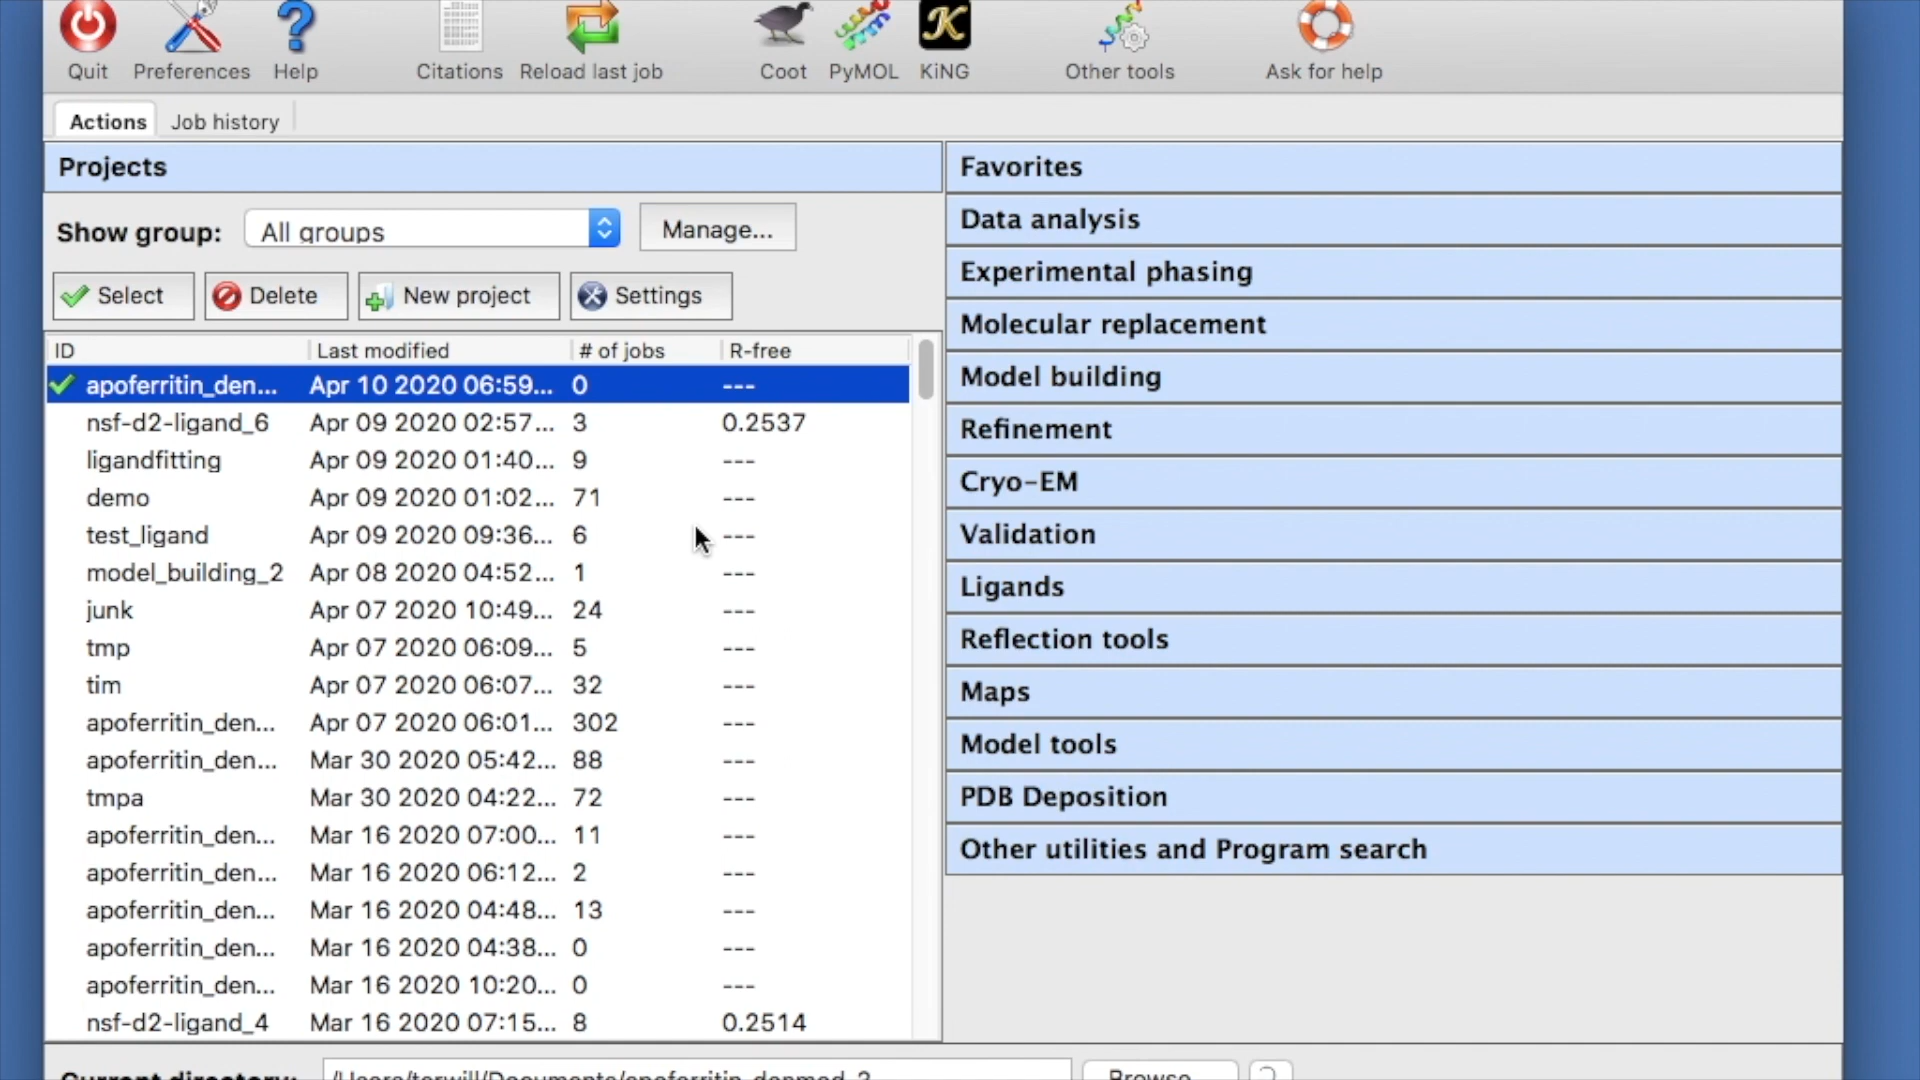 Quit Preferences Help Citations Reload last job Coot PyMOL KiNG Other tools Ask for help
Actions Job history
Projects
Show group: All groups Manage...
Select Delete New project Settings
ID Last modified # of jobs R-free
apoferritin_den... Apr 10 2020 06:59... 0 ---
nsf-d2-ligand_6 Apr 09 2020 02:57... 3 0.2537
ligandfitting Apr 09 2020 01:40... 9 ---
demo Apr 09 2020 01:02... 71 ---
test_ligand Apr 09 2020 09:36... 6 ---
model_building_2 Apr 08 2020 04:52... 1 ---
junk Apr 07 2020 10:49... 24 ---
tmp Apr 07 2020 06:09... 5 ---
tim Apr 07 2020 06:07... 32 ---
apoferritin_den... Apr 07 2020 06:01... 302 ---
apoferritin_den... Mar 30 2020 05:42... 88 ---
tmpa Mar 30 2020 04:22... 72 ---
apoferritin_den... Mar 16 2020 07:00... 11 ---
apoferritin_den... Mar 16 2020 06:12... 2 ---
apoferritin_den... Mar 16 2020 04:48... 13 ---
apoferritin_den... Mar 16 2020 04:38... 0 ---
apoferritin_den... Mar 16 2020 10:20... 0 ---
nsf-d2-ligand_4 Mar 16 2020 07:15... 8 0.2514
Favorites
Data analysis
Experimental phasing
Molecular replacement
Model building
Refinement
Cryo-EM
Validation
Ligands
Reflection tools
Maps
Model tools
PDB Deposition
Other utilities and Program search
Current directory: Browse...